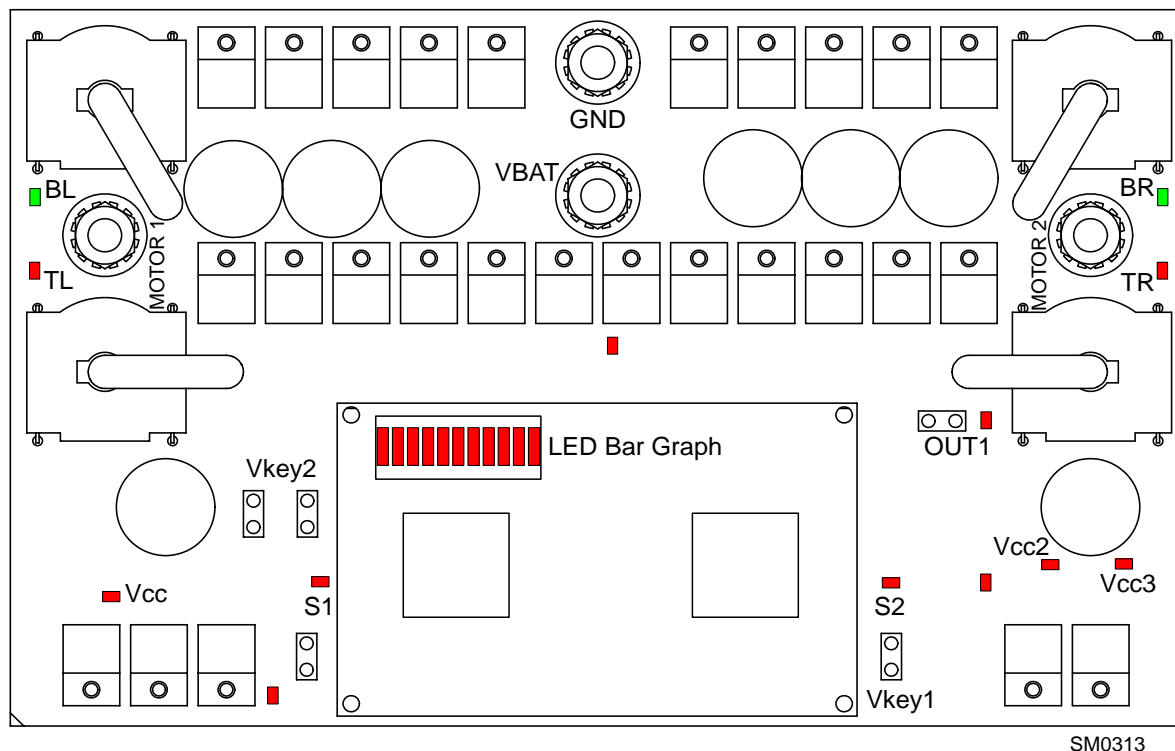 GND
VBAT
BL
BR
MOTOR 1
MOTOR 2
TL
TR
OUT1
LED Bar Graph
Vkey2
Vcc2
Vcc3
Vcc
S1
S2
Vkey1
SM0313